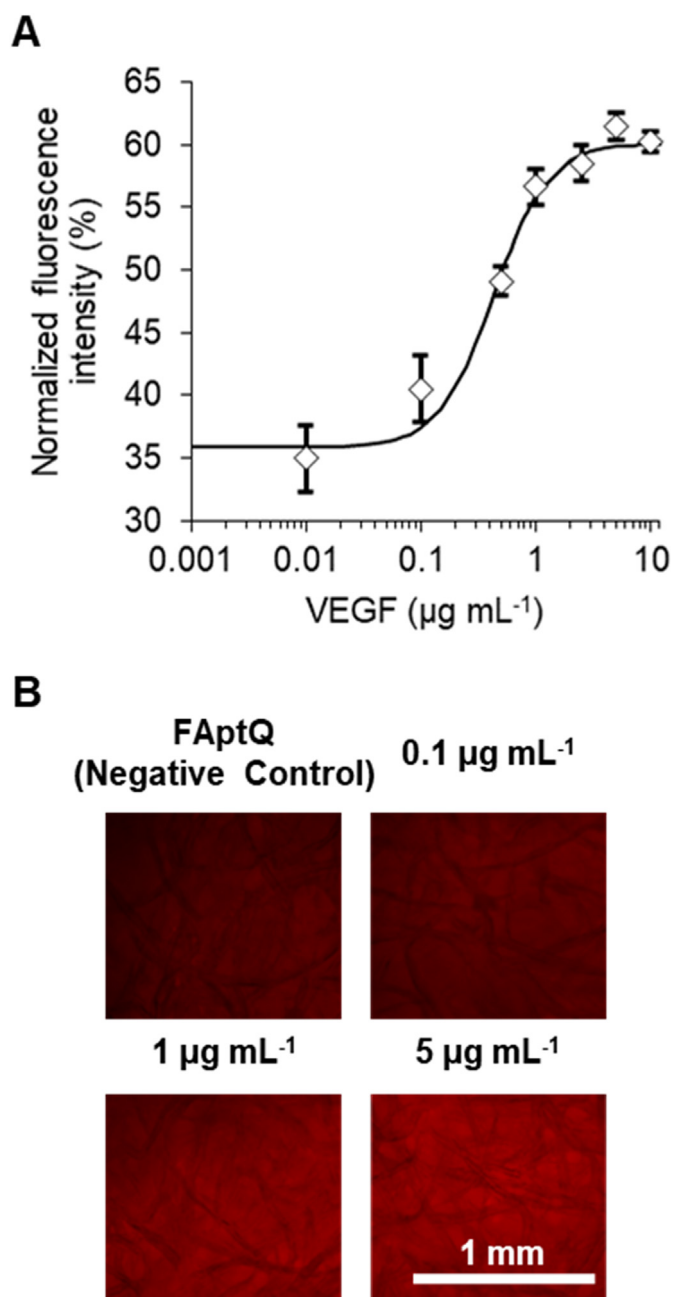 A
65
60
55
50
45
40
35
30
Normalized fluorescence
intensity (%)
0.001 0.01 0.1 1 10
VEGF (µg mL⁻¹)
B
FAptQ
(Negative Control)
0.1 µg mL⁻¹
1 µg mL⁻¹
5 µg mL⁻¹
1 mm